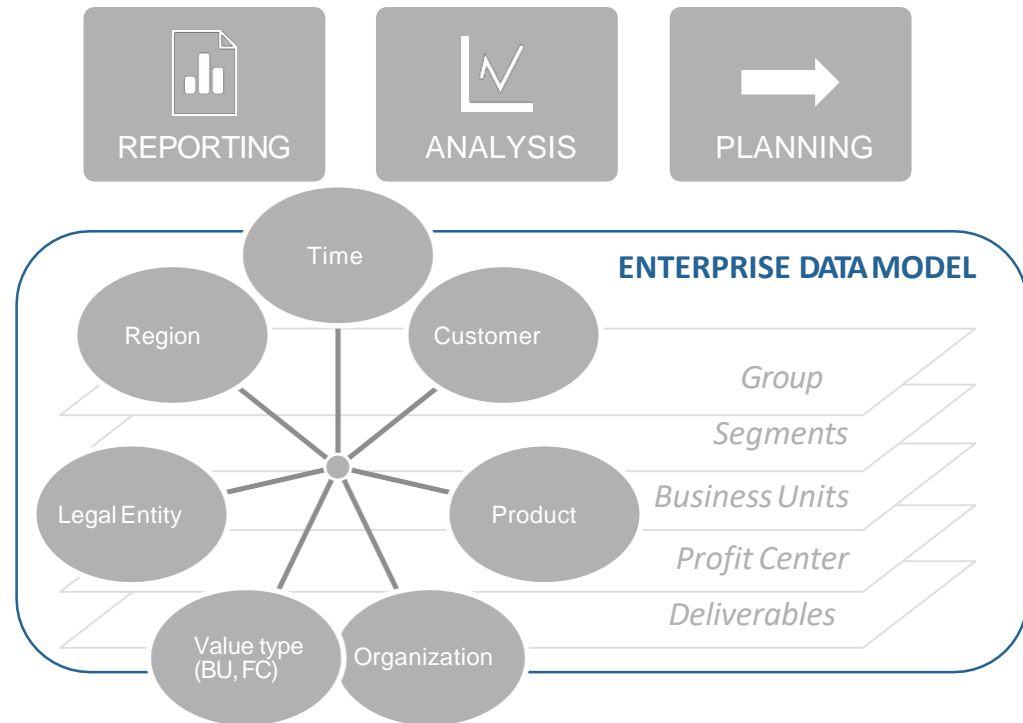 REPORTING
ANALYSIS
PLANNING
Time
ENTERPRISE DATA MODEL
Region
Customer
Group
Segments
Legal Entity
Product
Business Units
Profit Center
Deliverables
Value type
(BU, FC)
Organization